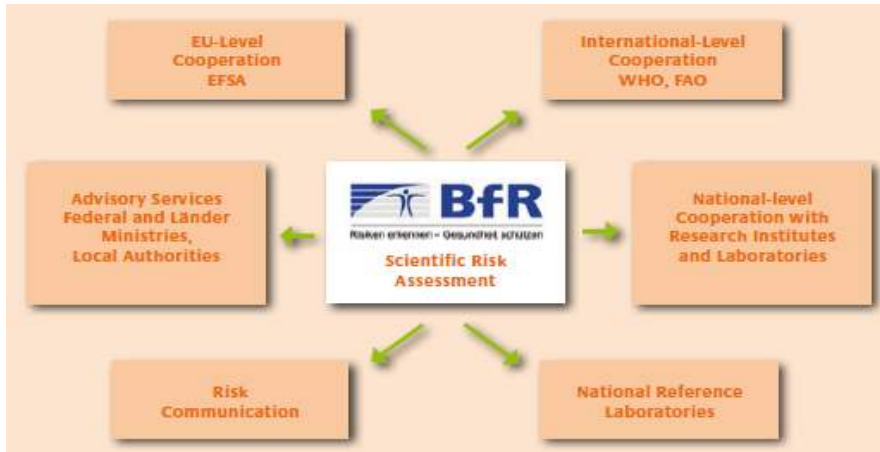 EU-Level
Cooperation
EFSA
International-Level
Cooperation
WHO, FAO
Advisory Services
Federal and Länder
Ministries,
Local Authorities
BfR
Risiken erkennen – Gesundheit schützen
Scientific Risk
Assessment
National-level
Cooperation with
Research Institutes
and Laboratories
Risk
Communication
National Reference
Laboratories